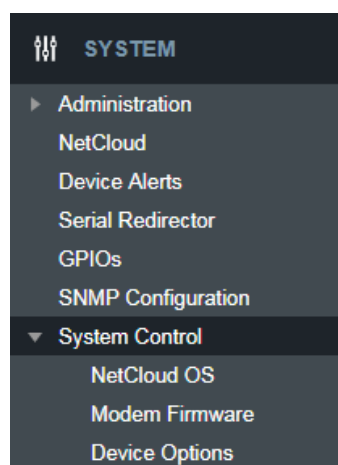 SYSTEM
Administration
NetCloud
Device Alerts
Serial Redirector
GPIOs
SNMP Configuration
System Control
NetCloud OS
Modem Firmware
Device Options